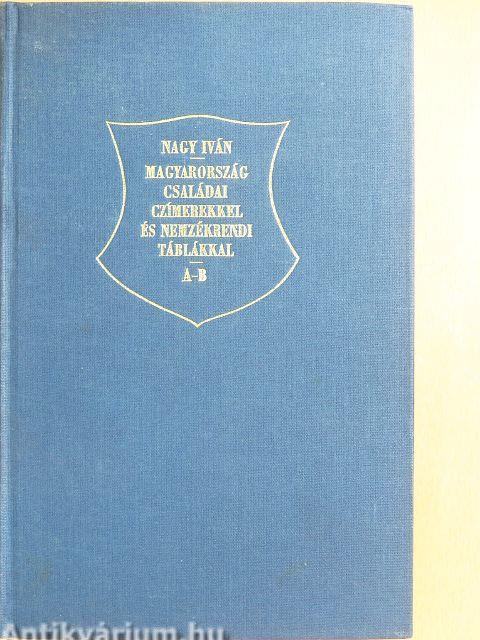 NAGY IVÁN
MAGYARORSZÁG
CSALÁDAI
CZÍMEREKKEL
ÉS NEMZÉKRENDI
TÁBLÁKKAL
A–B
Antikvárium.hu